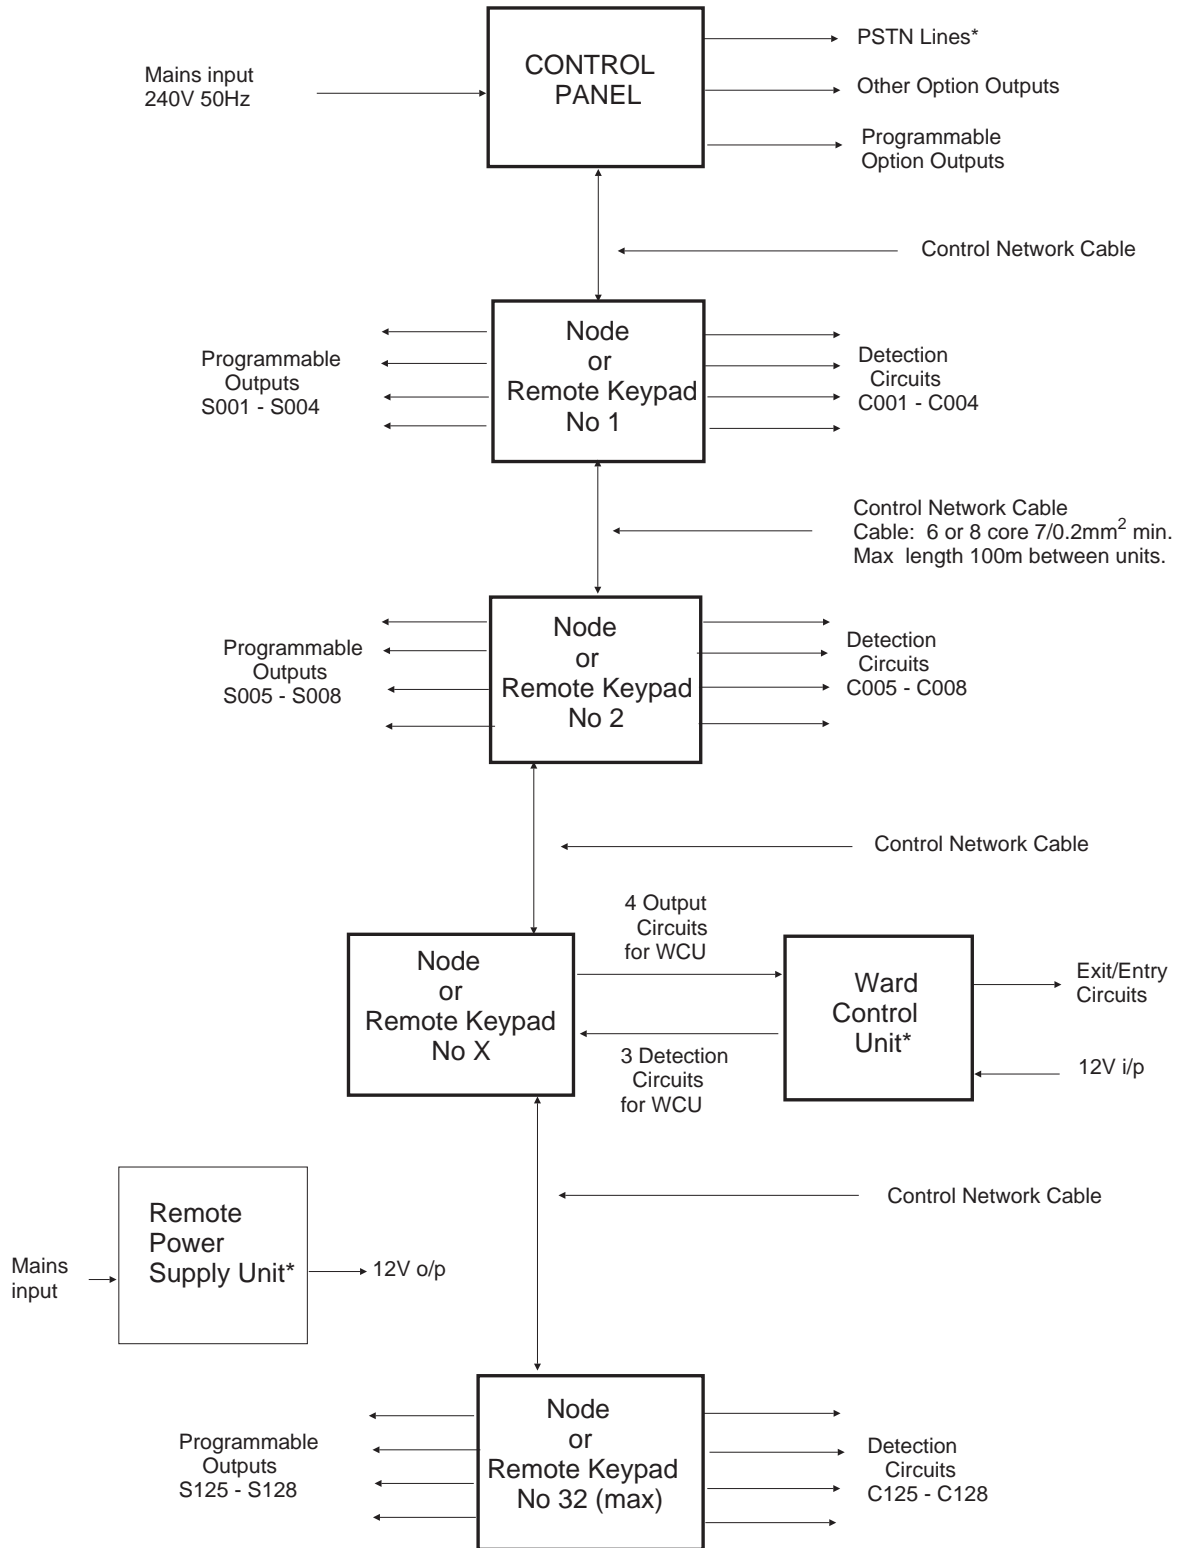 PSTN Lines*
CONTROL
PANEL
Mains input
240V 50Hz
Other Option Outputs
Programmable
Option Outputs
Control Network Cable
Programmable
Outputs
S001 - S004
Node
or
Remote Keypad
No 1
Detection
Circuits
C001 - C004
Control Network Cable
Cable:  6 or 8 core 7/0.2mm² min.
Max  length 100m between units.
Programmable
Outputs
S005 - S008
Node
or
Remote Keypad
No 2
Detection
Circuits
C005 - C008
Control Network Cable
4 Output
Circuits
for WCU
Node
or
Remote Keypad
No X
Ward
Control
Unit*
Exit/Entry
Circuits
3 Detection
Circuits
for WCU
12V i/p
Control Network Cable
Mains
input
Remote
Power
Supply Unit*
12V o/p
Programmable
Outputs
S125 - S128
Node
or
Remote Keypad
No 32 (max)
Detection
Circuits
C125 - C128